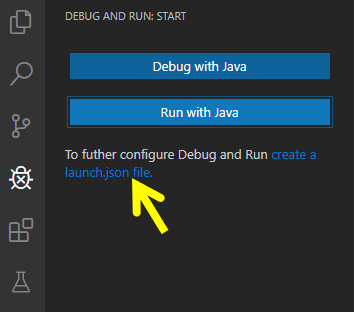 DEBUG AND RUN: START
Debug with Java
Run with Java
To futher configure Debug and Run create a
launch.json file.